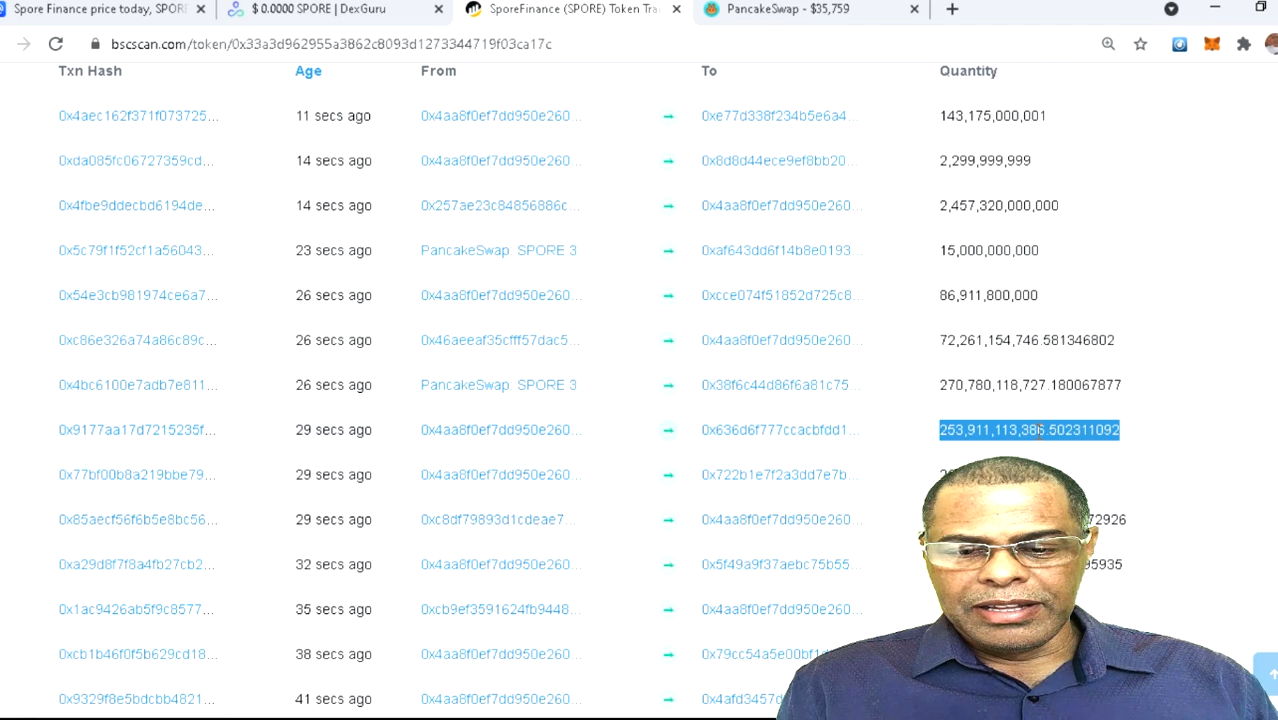 Spore Finance price today, SPORE
$ 0.0000 SPORE | DexGuru
SporeFinance (SPORE) Token Tra
PancakeSwap - $35,759
bscscan.com/token/0x33a3d962955a3862c8093d1273344719f03ca17c
Txn Hash Age From To Quantity
0x4aec162f371f073725... 11 secs ago 0x4aa8f0ef7dd950e260... 0xe77d338f234b5e6a4... 143,175,000,001
0xda085fc06727359cd... 14 secs ago 0x4aa8f0ef7dd950e260... 0x8d8d44ece9ef8bb20... 2,299,999,999
0x4fbe9ddecbd6194de... 14 secs ago 0x257ae23c84856886c... 0x4aa8f0ef7dd950e260... 2,457,320,000,000
0x5c79f1f52cf1a56043... 23 secs ago PancakeSwap: SPORE 3 0xaf643dd6f14b8e0193... 15,000,000,000
0x54e3cb981974ce6a7... 26 secs ago 0x4aa8f0ef7dd950e260... 0xcce074f51852d725c8... 86,911,800,000
0xc86e326a74a86c89c... 26 secs ago 0x46aeeaf35cfff57dac5... 0x4aa8f0ef7dd950e260... 72,261,154,746.581346802
0x4bc6100e7adb7e811... 26 secs ago PancakeSwap: SPORE 3 0x38f6c44d86f6a81c75... 270,780,118,727.180067877
0x9177aa17d7215235f... 29 secs ago 0x4aa8f0ef7dd950e260... 0x636d6f777ccacbfdd1... 253,911,113,386.502311092
0x77bf00b8a219bbe79... 29 secs ago 0x4aa8f0ef7dd950e260... 0x722b1e7f2a3dd7e7b...
0x85aecf56f6b5e8bc56... 29 secs ago 0xc8df79893d1cdeae7... 0x4aa8f0ef7dd950e260... 72926
0xa29d8f7f8a4fb27cb2... 32 secs ago 0x4aa8f0ef7dd950e260... 0x5f49a9f37aebc75b55... 95935
0x1ac9426ab5f9c8577... 35 secs ago 0xcb9ef3591624fb9448... 0x4aa8f0ef7dd950e260...
0xcb1b46f0f5b629cd18... 38 secs ago 0x4aa8f0ef7dd950e260... 0x79cc54a5e00bf1d
0x9329f8e5bdcbb4821... 41 secs ago 0x4aa8f0ef7dd950e260... 0x4afd3457d